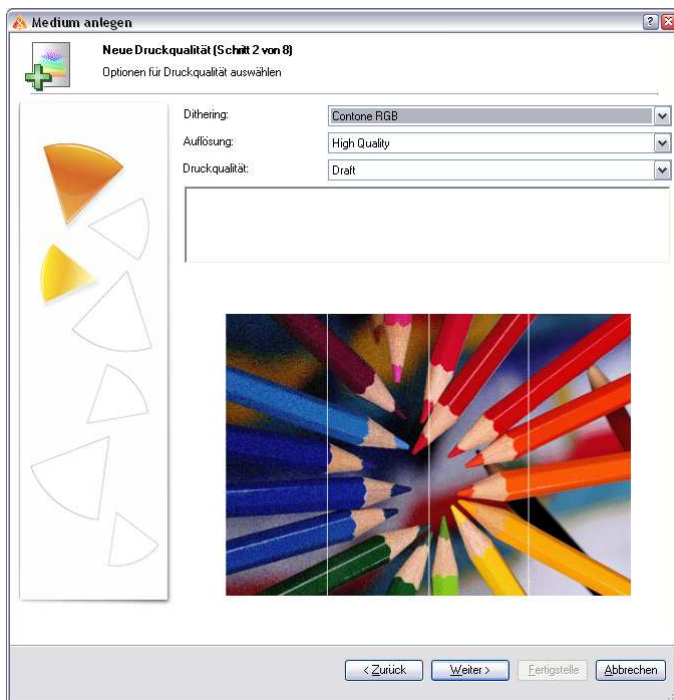 Medium anlegen
Neue Druckqualität (Schritt 2 von 8)
Optionen für Druckqualität auswählen
Dithering: Contone RGB
Auflösung: High Quality
Druckqualität: Draft
< Zurück Weiter > Fertigstelle Abbrechen